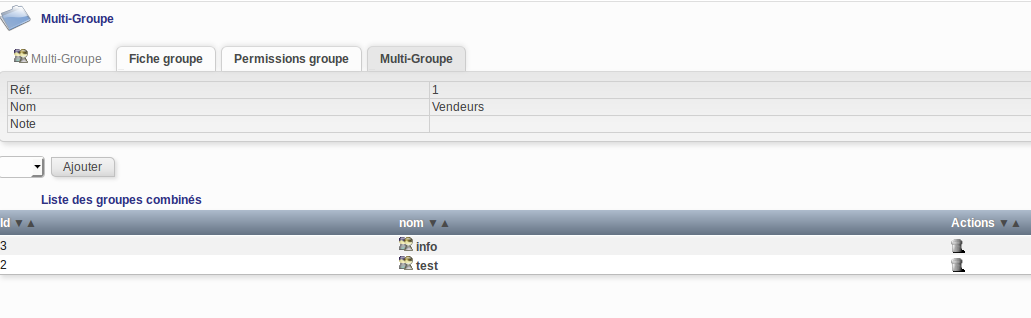 Multi-Groupe
Multi-Groupe Fiche groupe Permissions groupe Multi-Groupe
Réf. 1
Nom Vendeurs
Note
Ajouter
Liste des groupes combinés
Id ▼▲ nom ▼▲ Actions ▼▲
3 info
2 test